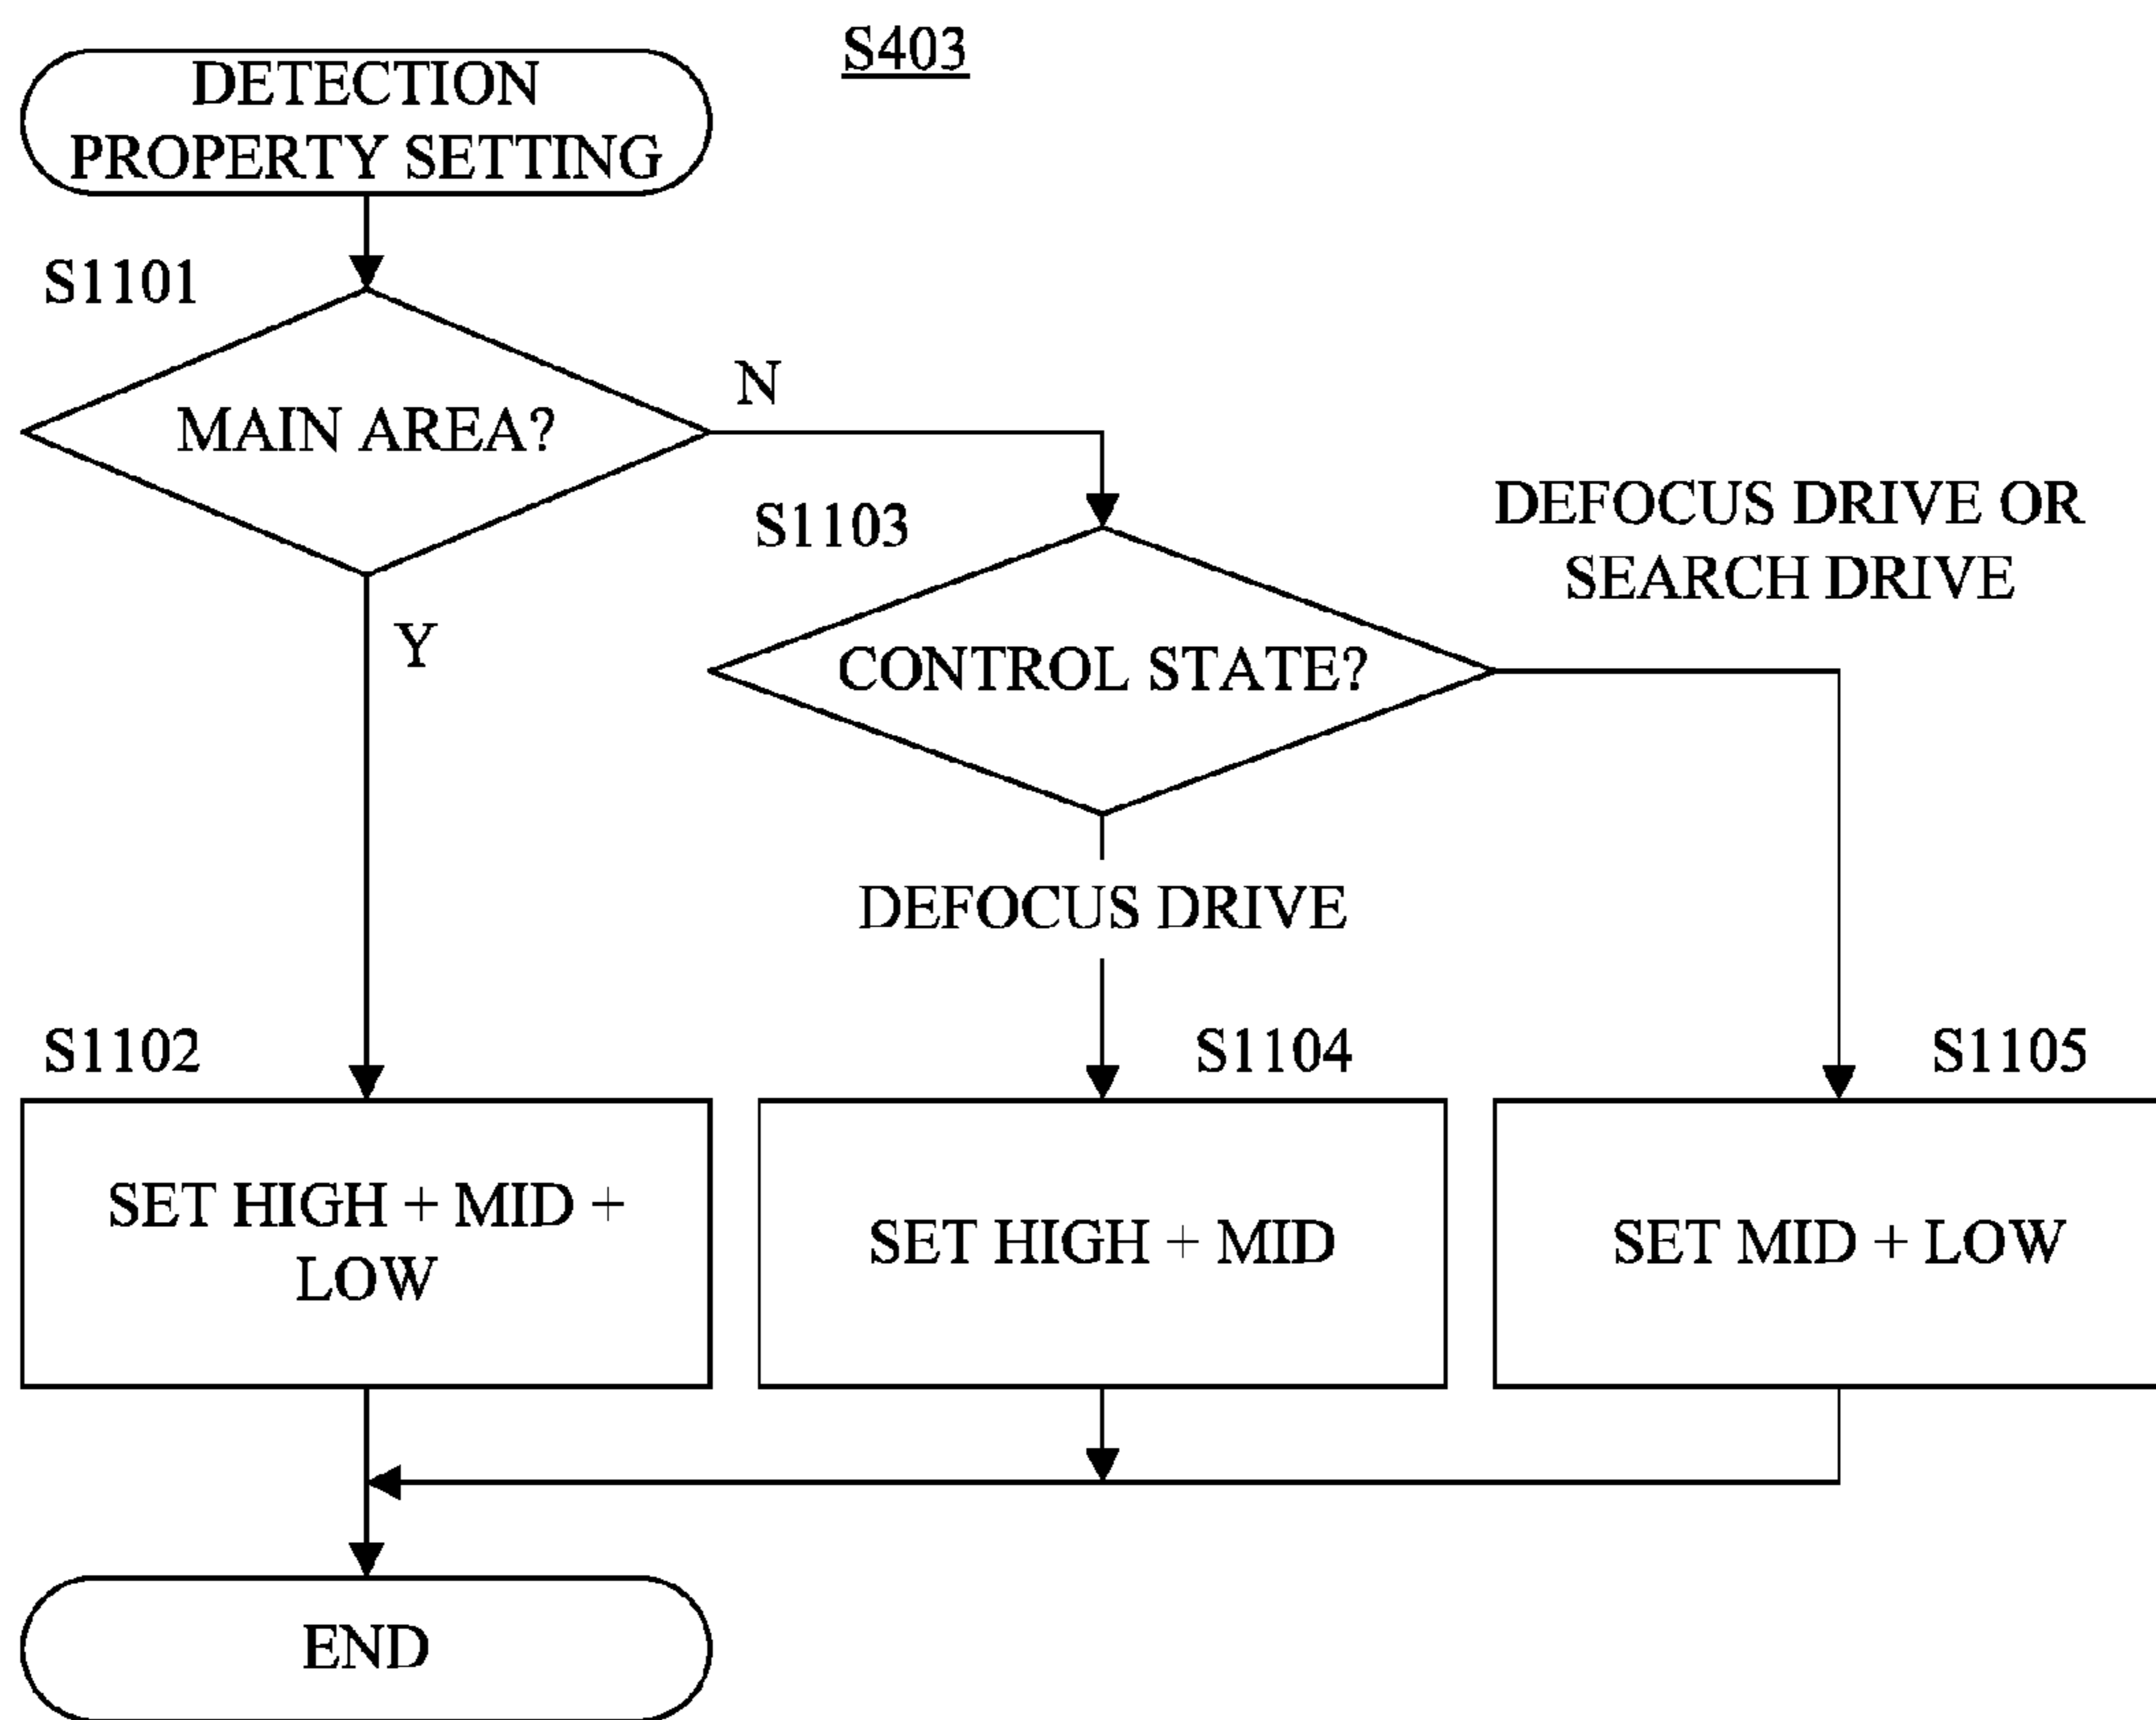 S403
DETECTION
PROPERTY SETTING
S1101
MAIN AREA?
N
Y
S1103
CONTROL STATE?
DEFOCUS DRIVE OR
SEARCH DRIVE
DEFOCUS DRIVE
S1102
SET HIGH + MID +
LOW
S1104
SET HIGH + MID
S1105
SET MID + LOW
END